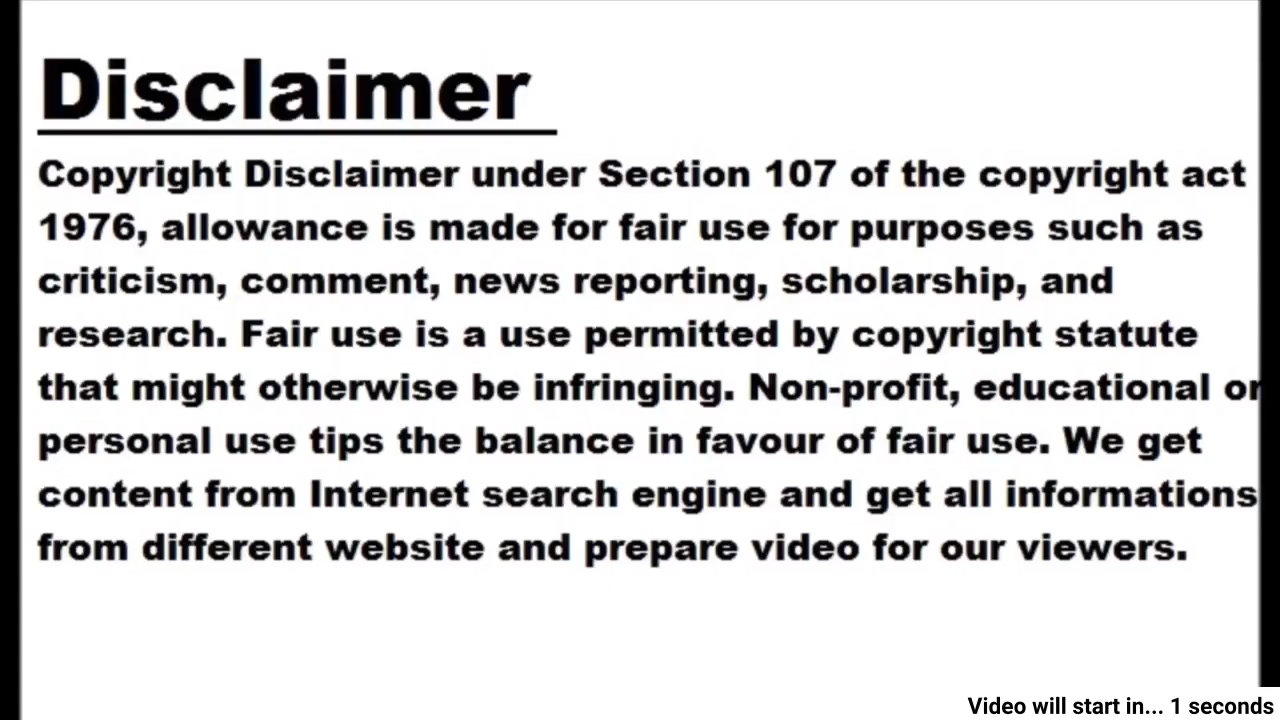 Disclaimer
Copyright Disclaimer under Section 107 of the copyright act
1976, allowance is made for fair use for purposes such as
criticism, comment, news reporting, scholarship, and
research. Fair use is a use permitted by copyright statute
that might otherwise be infringing. Non-profit, educational or
personal use tips the balance in favour of fair use. We get
content from Internet search engine and get all informations
from different website and prepare video for our viewers.
Video will start in... 1 seconds